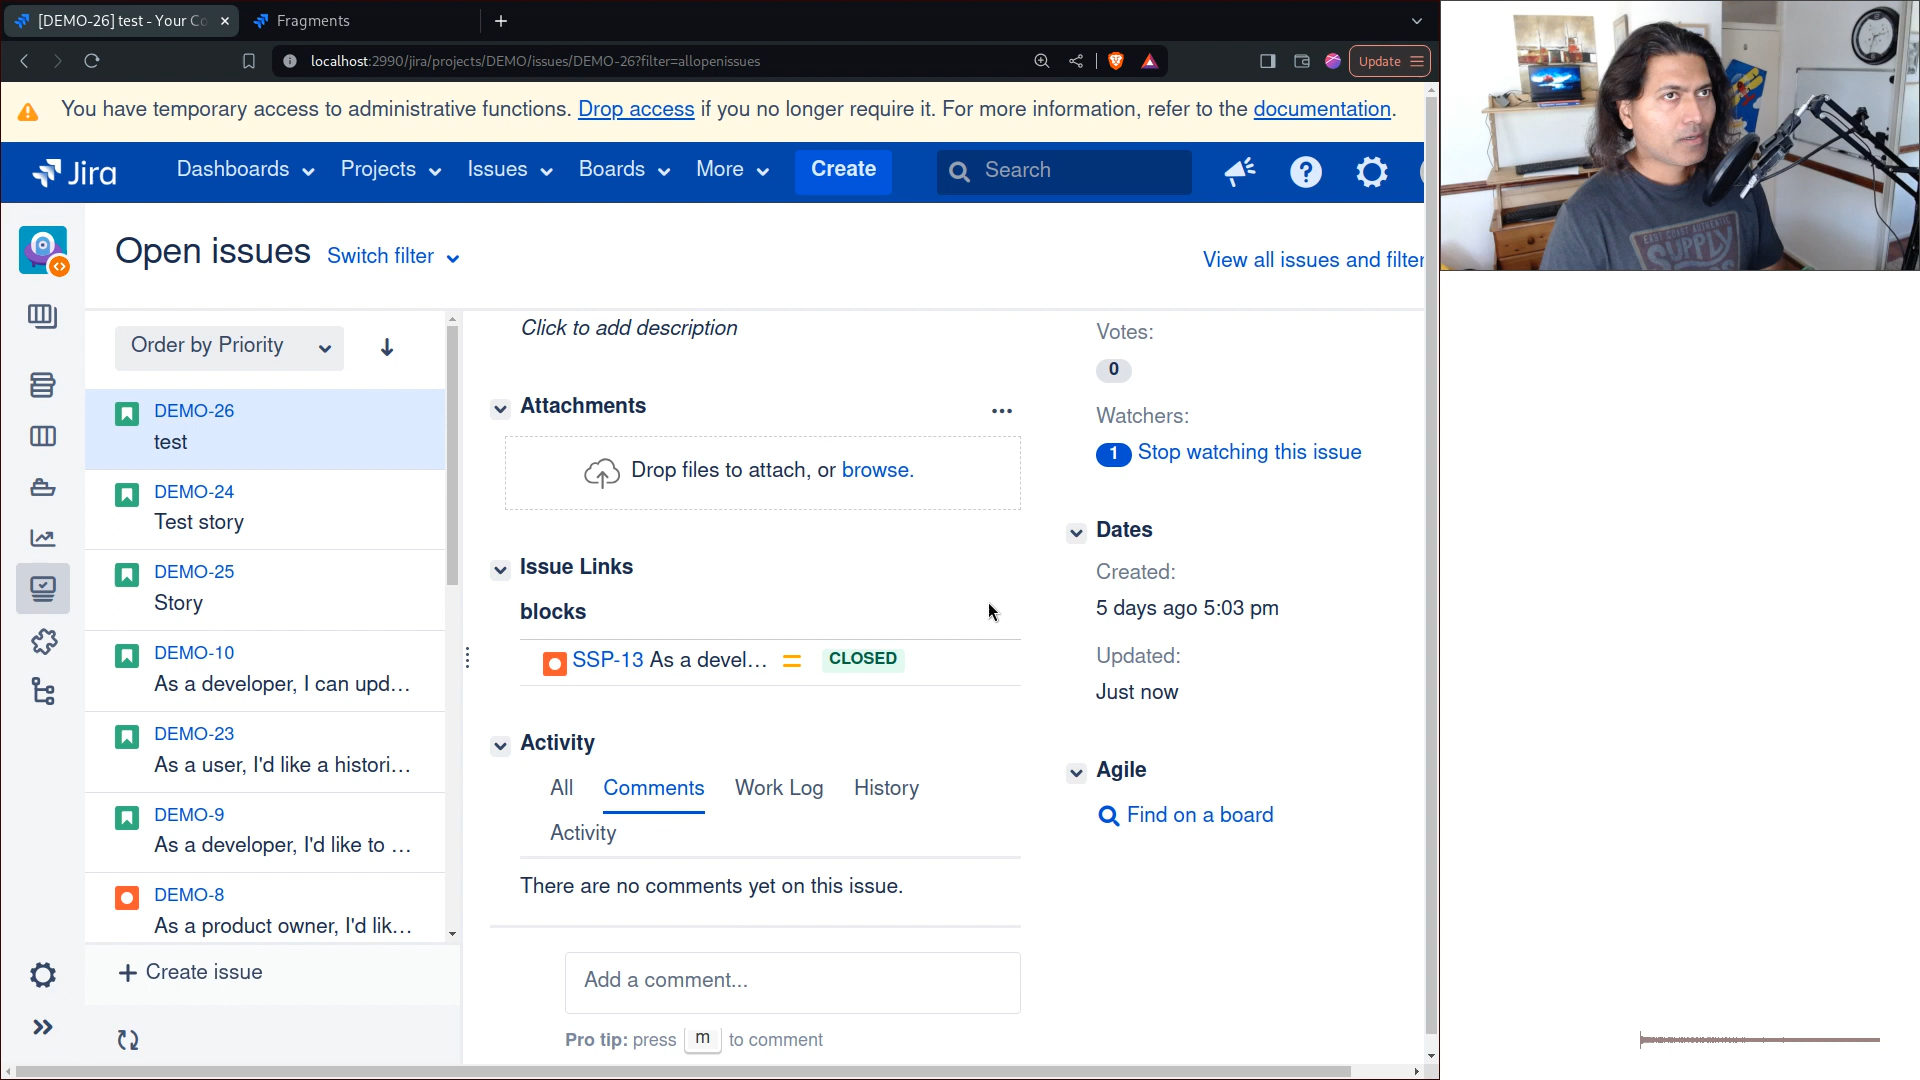 [DEMO-26] test - Your Co
Fragments
localhost:2990/jira/projects/DEMO/issues/DEMO-26?filter=allopenissues
Update
You have temporary access to administrative functions. Drop access if you no longer require it. For more information, refer to the documentation.
Jira
Dashboards
Projects
Issues
Boards
More
Create
Search
Open issues
Switch filter
View all issues and filter
Order by Priority
DEMO-26
test
DEMO-24
Test story
DEMO-25
Story
DEMO-10
As a developer, I can upd...
DEMO-23
As a user, I'd like a histori...
DEMO-9
As a developer, I'd like to ...
DEMO-8
As a product owner, I'd lik...
+ Create issue
Click to add description
Attachments
Drop files to attach, or browse.
Issue Links
blocks
SSP-13 As a devel... CLOSED
Activity
All
Comments
Work Log
History
Activity
There are no comments yet on this issue.
Add a comment...
Pro tip: press m to comment
Votes:
0
Watchers:
1 Stop watching this issue
Dates
Created:
5 days ago 5:03 pm
Updated:
Just now
Agile
Find on a board
SUPPLY